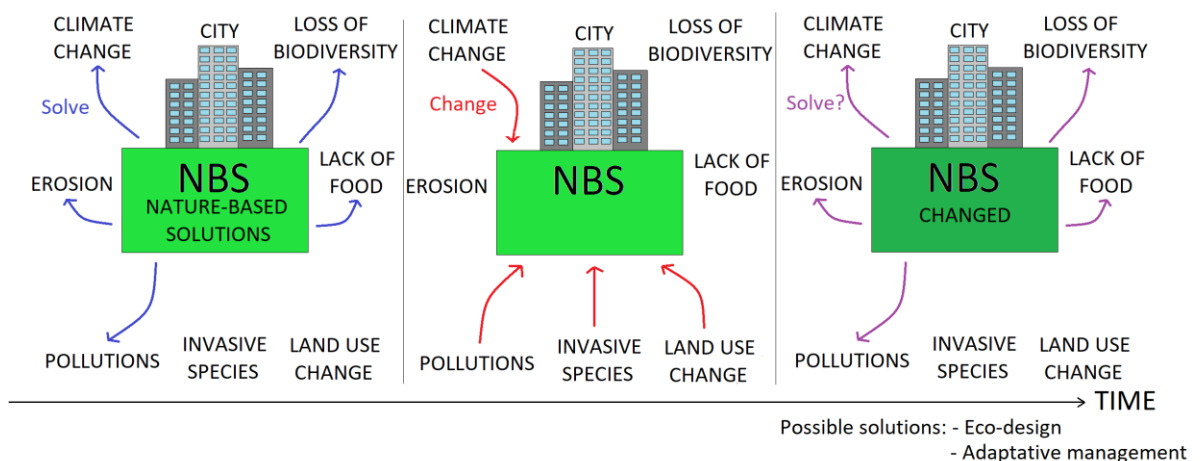 CLIMATE
CHANGE
CITY
LOSS OF
BIODIVERSITY
Solve
EROSION
NBS
NATURE-BASED
SOLUTIONS
LACK OF
FOOD
POLLUTIONS
INVASIVE
SPECIES
LAND USE
CHANGE
CLIMATE
CHANGE
CITY
LOSS OF
BIODIVERSITY
Change
EROSION
NBS
LACK OF
FOOD
POLLUTIONS
INVASIVE
SPECIES
LAND USE
CHANGE
CLIMATE
CHANGE
CITY
LOSS OF
BIODIVERSITY
Solve?
EROSION
NBS
CHANGED
LACK OF
FOOD
POLLUTIONS
INVASIVE
SPECIES
LAND USE
CHANGE
TIME
Possible solutions: - Eco-design
- Adaptative management